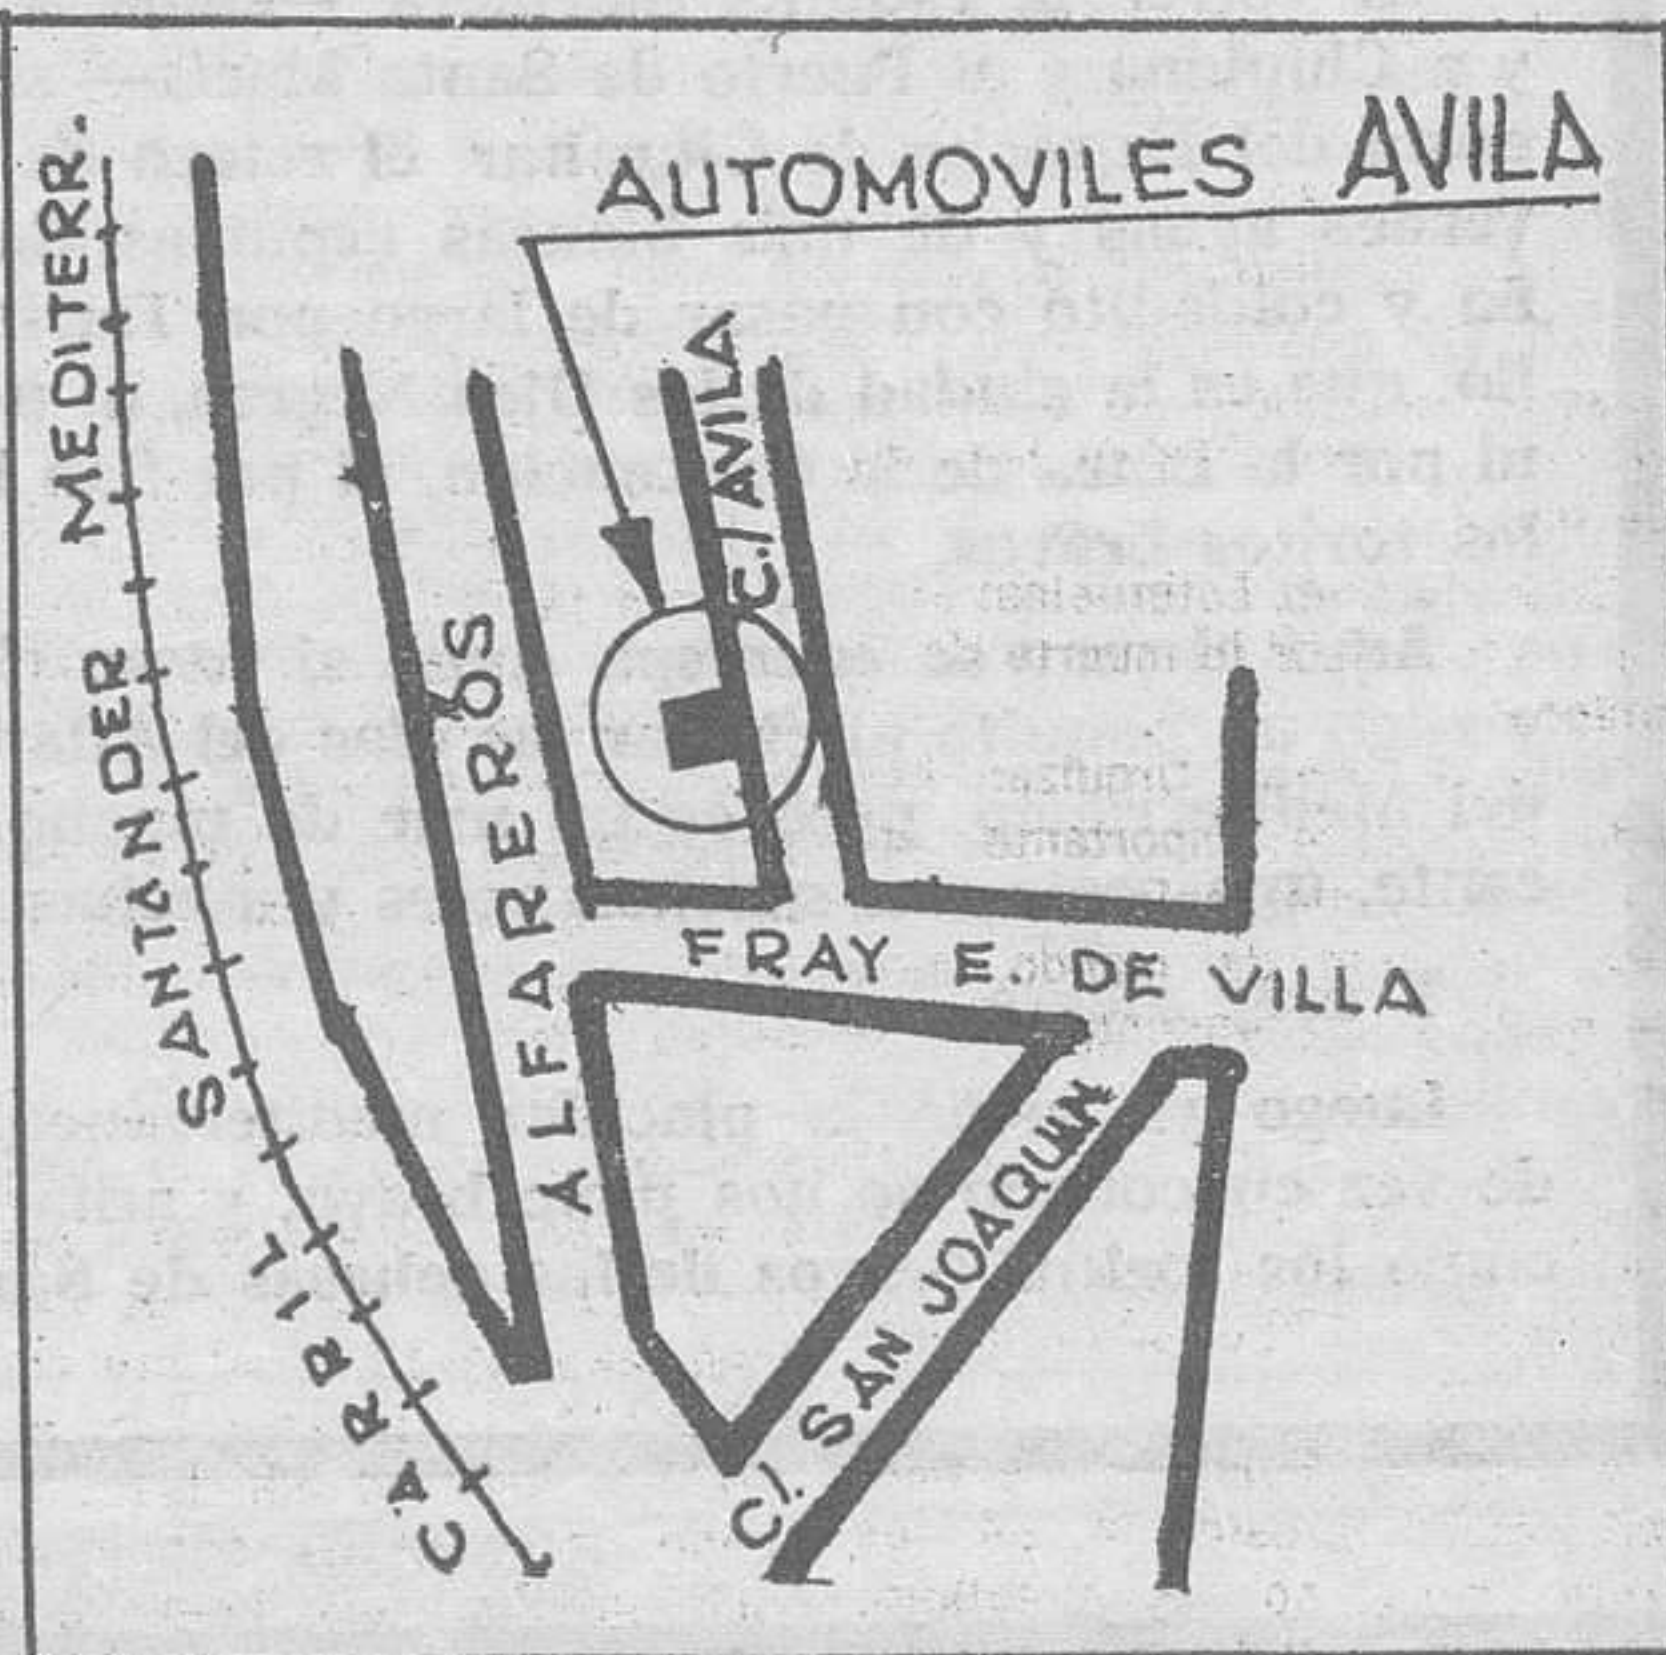 AUTOMOVILES AVILA
CARRIL SANTANDER MEDITERR.
C./AVILA
ALFAREROS
FRAY E. DE VILLA
C/. SAN JOAQUIN